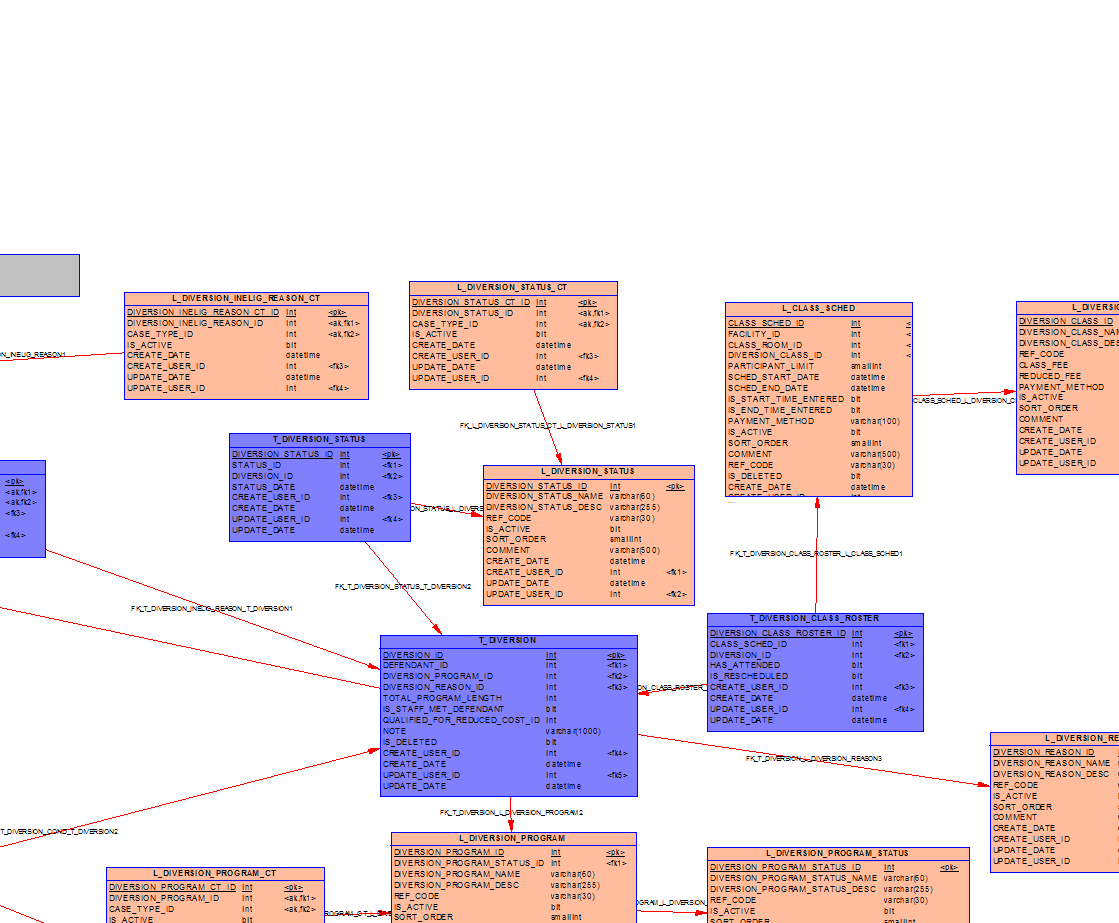 L_DIVERSION_INELIG_REASON_CT
DIVERSION_INELIG_REASON_CT_ID int <pk>
DIVERSION_INELIG_REASON_ID int <ak,fk1>
CASE_TYPE_ID int <ak,fk2>
IS_ACTIVE bit
CREATE_DATE datetime
CREATE_USER_ID int <fk3>
UPDATE_DATE datetime
UPDATE_USER_ID int <fk4>
L_DIVERSION_STATUS_CT
DIVERSION_STATUS_CT_ID int <pk>
DIVERSION_STATUS_ID int <ak,fk1>
CASE_TYPE_ID int <ak,fk2>
IS_ACTIVE bit
CREATE_DATE datetime
CREATE_USER_ID int <fk3>
UPDATE_DATE datetime
UPDATE_USER_ID int <fk4>
L_CLASS_SCHED
CLASS_SCHED_ID int <
FACILITY_ID int <
CLASS_ROOM_ID int <
DIVERSION_CLASS_ID int <
PARTICIPANT_LIMIT smallint
SCHED_START_DATE datetime
SCHED_END_DATE datetime
IS_START_TIME_ENTERED bit
IS_END_TIME_ENTERED bit
PAYMENT_METHOD varchar(100)
IS_ACTIVE bit
SORT_ORDER smallint
COMMENT varchar(500)
REF_CODE varchar(30)
IS_DELETED bit
CREATE_DATE datetime
L_DIVERSIO
DIVERSION_CLASS_ID
DIVERSION_CLASS_NAM
DIVERSION_CLASS_DES
REF_CODE
CLASS_FEE
REDUCED_FEE
PAYMENT_METHOD
IS_ACTIVE
SORT_ORDER
COMMENT
CREATE_DATE
CREATE_USER_ID
UPDATE_DATE
UPDATE_USER_ID
ON_INELIG_REASON1
CLASS_SCHED_L_DIVERSION_C
FK_L_DIVERSION_STATUS_CT_L_DIVERSION_STATUS1
T_DIVERSION_STATUS
DIVERSION_STATUS_ID int <pk>
STATUS_ID int <fk1>
DIVERSION_ID int <fk2>
STATUS_DATE datetime
CREATE_USER_ID int <fk3>
CREATE_DATE datetime
UPDATE_USER_ID int <fk4>
UPDATE_DATE datetime
ON_STATUS_L_DIVERS
L_DIVERSION_STATUS
DIVERSION_STATUS_ID int <pk>
DIVERSION_STATUS_NAME varchar(60)
DIVERSION_STATUS_DESC varchar(255)
REF_CODE varchar(30)
IS_ACTIVE bit
SORT_ORDER smallint
COMMENT varchar(500)
CREATE_DATE datetime
CREATE_USER_ID int <fk1>
UPDATE_DATE datetime
UPDATE_USER_ID int <fk2>
<pk>
<ak,fk1>
<ak,fk2>
<fk3>
<fk4>
FK_T_DIVERSION_CLASS_ROSTER_L_CLASS_SCHED1
FK_T_DIVERSION_STATUS_T_DIVERSION2
FK_T_DIVERSION_INELIG_REASON_T_DIVERSION1
T_DIVERSION_CLASS_ROSTER
DIVERSION_CLASS_ROSTER_ID int <pk>
CLASS_SCHED_ID int <fk1>
DIVERSION_ID int <fk2>
HAS_ATTENDED bit
IS_RESCHEDULED bit
CREATE_USER_ID int <fk3>
CREATE_DATE datetime
UPDATE_USER_ID int <fk4>
UPDATE_DATE datetime
T_DIVERSION
DIVERSION_ID int <pk>
DEFENDANT_ID int <fk1>
DIVERSION_PROGRAM_ID int <fk2>
DIVERSION_REASON_ID int <fk3>
TOTAL_PROGRAM_LENGTH int
IS_STAFF_MET_DEFENDANT bit
QUALIFIED_FOR_REDUCED_COST_ID int
NOTE varchar(1000)
IS_DELETED bit
CREATE_USER_ID int <fk4>
CREATE_DATE datetime
UPDATE_USER_ID int <fk5>
UPDATE_DATE datetime
ON_CLASS_ROSTER_
FK_T_DIVERSION_L_DIVERSION_REASON3
L_DIVERSION_RE
DIVERSION_REASON_ID
DIVERSION_REASON_NAME
DIVERSION_REASON_DESC
REF_CODE
IS_ACTIVE
SORT_ORDER
COMMENT
CREATE_DATE
CREATE_USER_ID
UPDATE_DATE
UPDATE_USER_ID
FK_T_DIVERSION_L_DIVERSION_PROGRAM2
T_DIVERSION_COND_T_DIVERSION2
L_DIVERSION_PROGRAM
DIVERSION_PROGRAM_ID int <pk>
DIVERSION_PROGRAM_STATUS_ID int <fk1>
DIVERSION_PROGRAM_NAME varchar(60)
DIVERSION_PROGRAM_DESC varchar(255)
REF_CODE varchar(30)
IS_ACTIVE bit
SORT_ORDER smallint
L_DIVERSION_PROGRAM_STATUS
DIVERSION_PROGRAM_STATUS_ID int <pk>
DIVERSION_PROGRAM_STATUS_NAME varchar(60)
DIVERSION_PROGRAM_STATUS_DESC varchar(255)
REF_CODE varchar(30)
IS_ACTIVE bit
SORT_ORDER smallint
L_DIVERSION_PROGRAM_CT
DIVERSION_PROGRAM_CT_ID int <pk>
DIVERSION_PROGRAM_ID int <ak,fk1>
CASE_TYPE_ID int <ak,fk2>
IS_ACTIVE bit
OGRAM_L_DIVERSION_